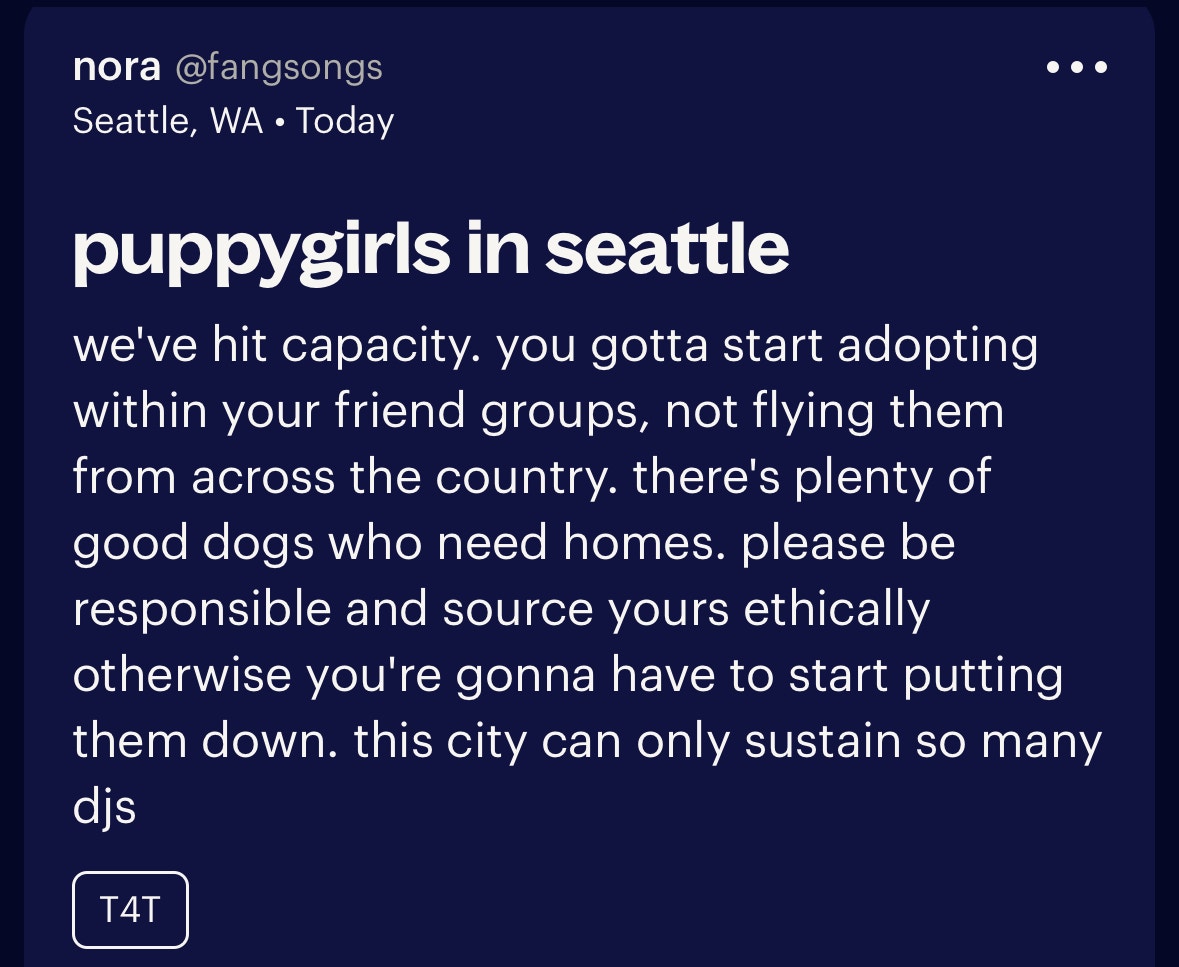 nora @fangsongs
Seattle, WA • Today
puppygirls in seattle
we've hit capacity. you gotta start adopting
within your friend groups, not flying them
from across the country. there's plenty of
good dogs who need homes. please be
responsible and source yours ethically
otherwise you're gonna have to start putting
them down. this city can only sustain so many
djs
T4T